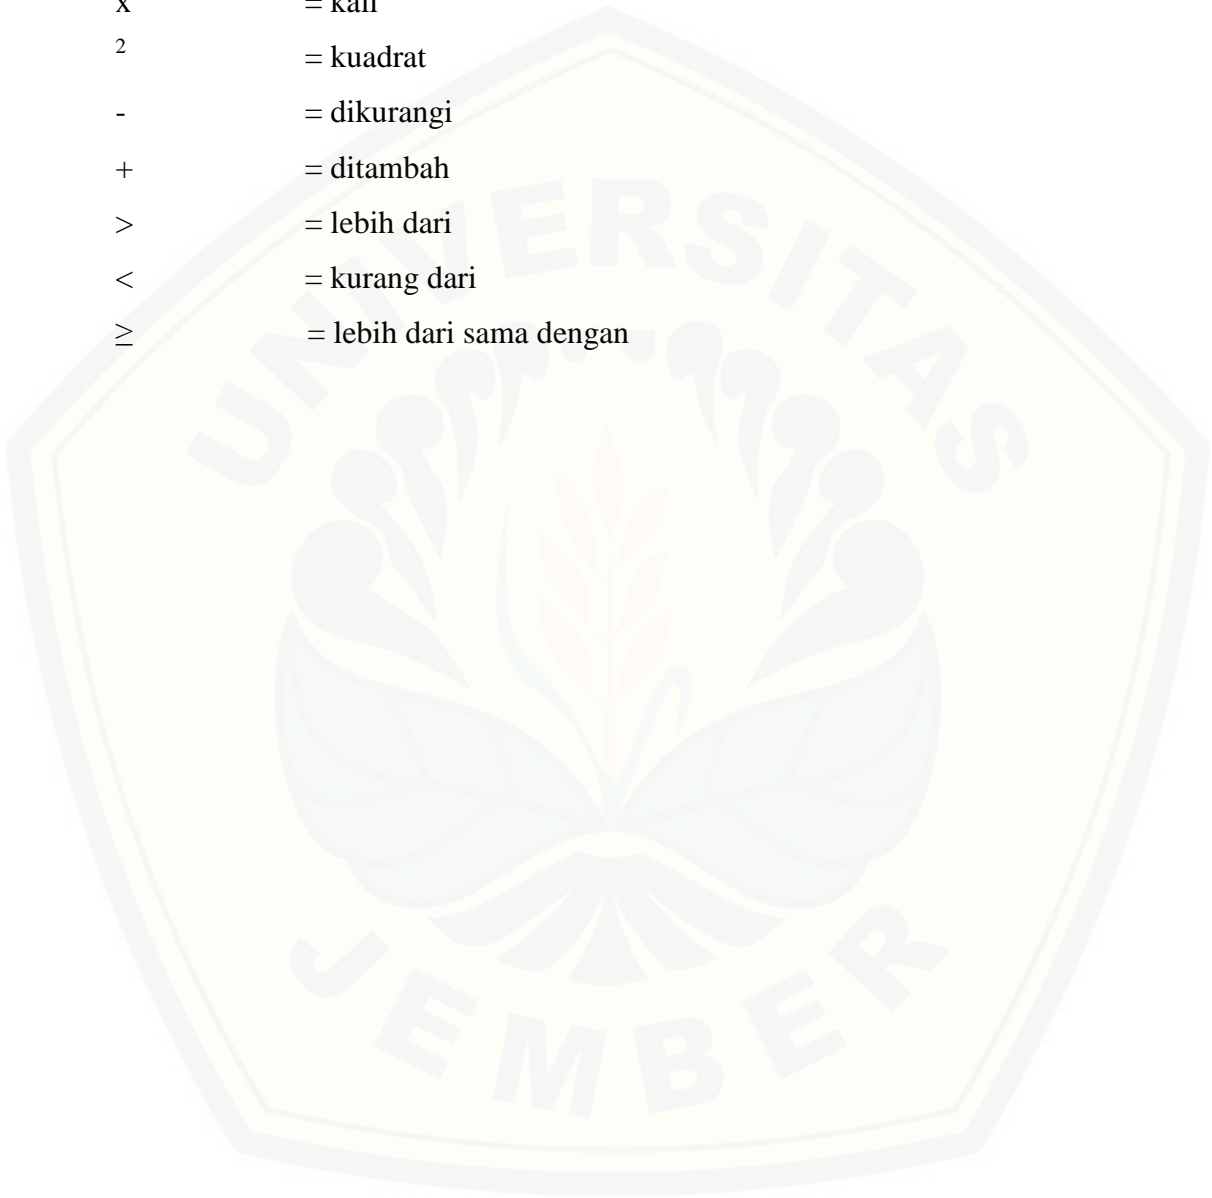 x = kali
² = kuadrat
- = dikurangi
+ = ditambah
> = lebih dari
< = kurang dari
≥ = lebih dari sama dengan
UNIVERSITAS
JEMBER